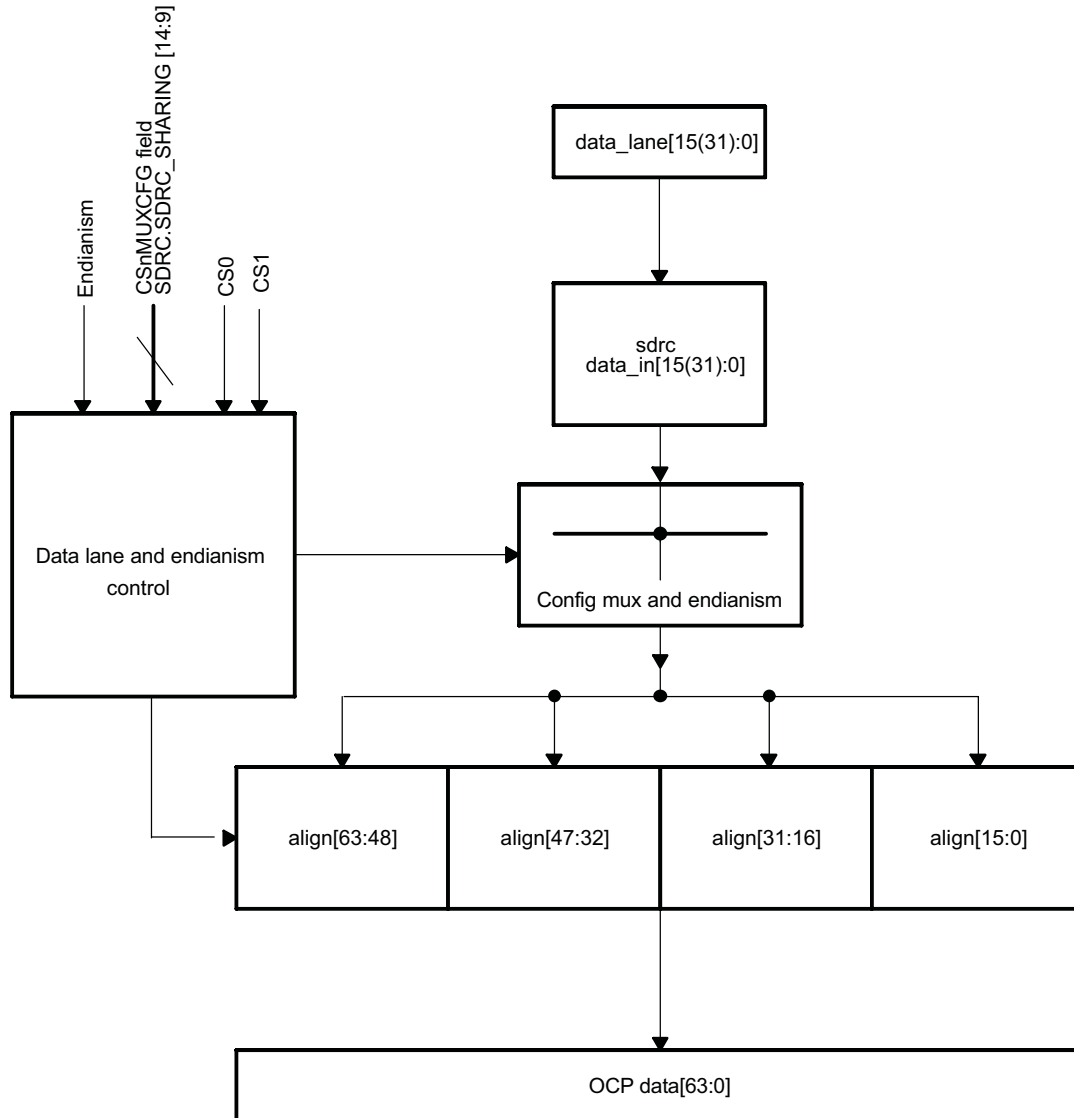 Endianism
CSnMUXCFG field
SDRC.SDRC_SHARING [14:9]
CS0
CS1
data_lane[15(31):0]
sdrc
data_in[15(31):0]
Data lane and endianism
control
Config mux and endianism
align[63:48]
align[47:32]
align[31:16]
align[15:0]
OCP data[63:0]